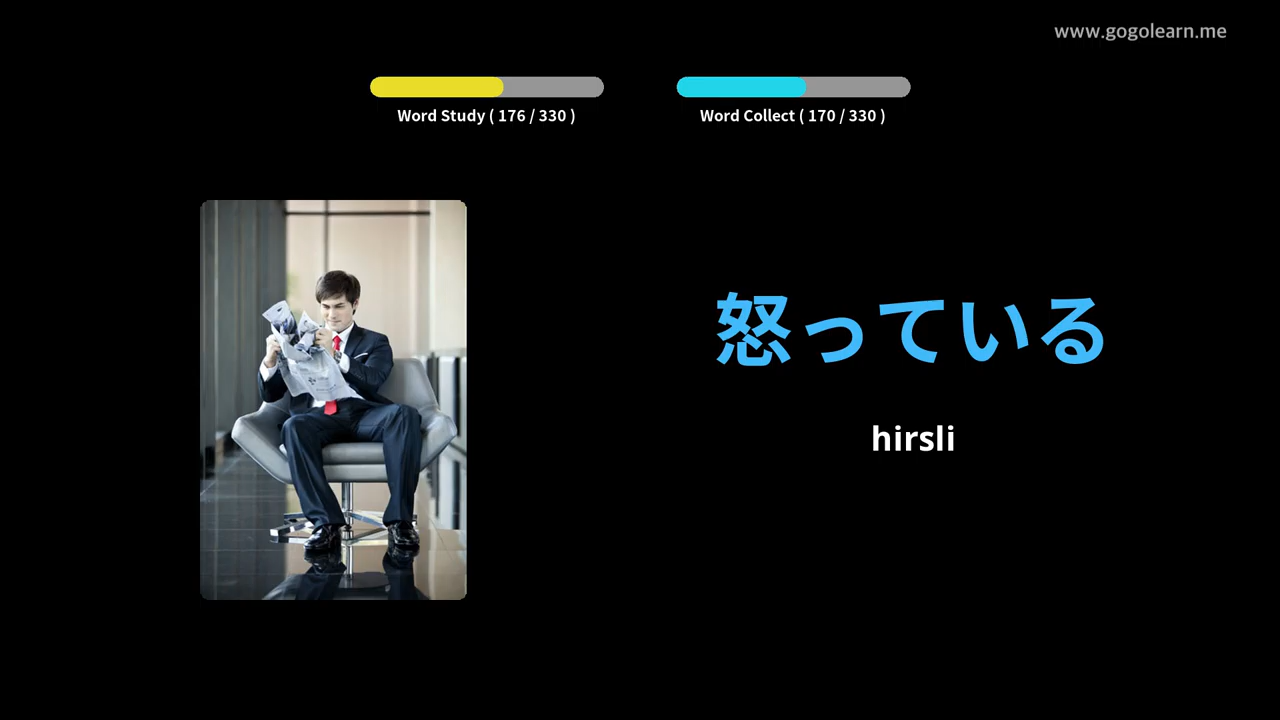 www.gogolearn.me
Word Study ( 176 / 330 )
Word Collect ( 170 / 330 )
怒っている
hirsli